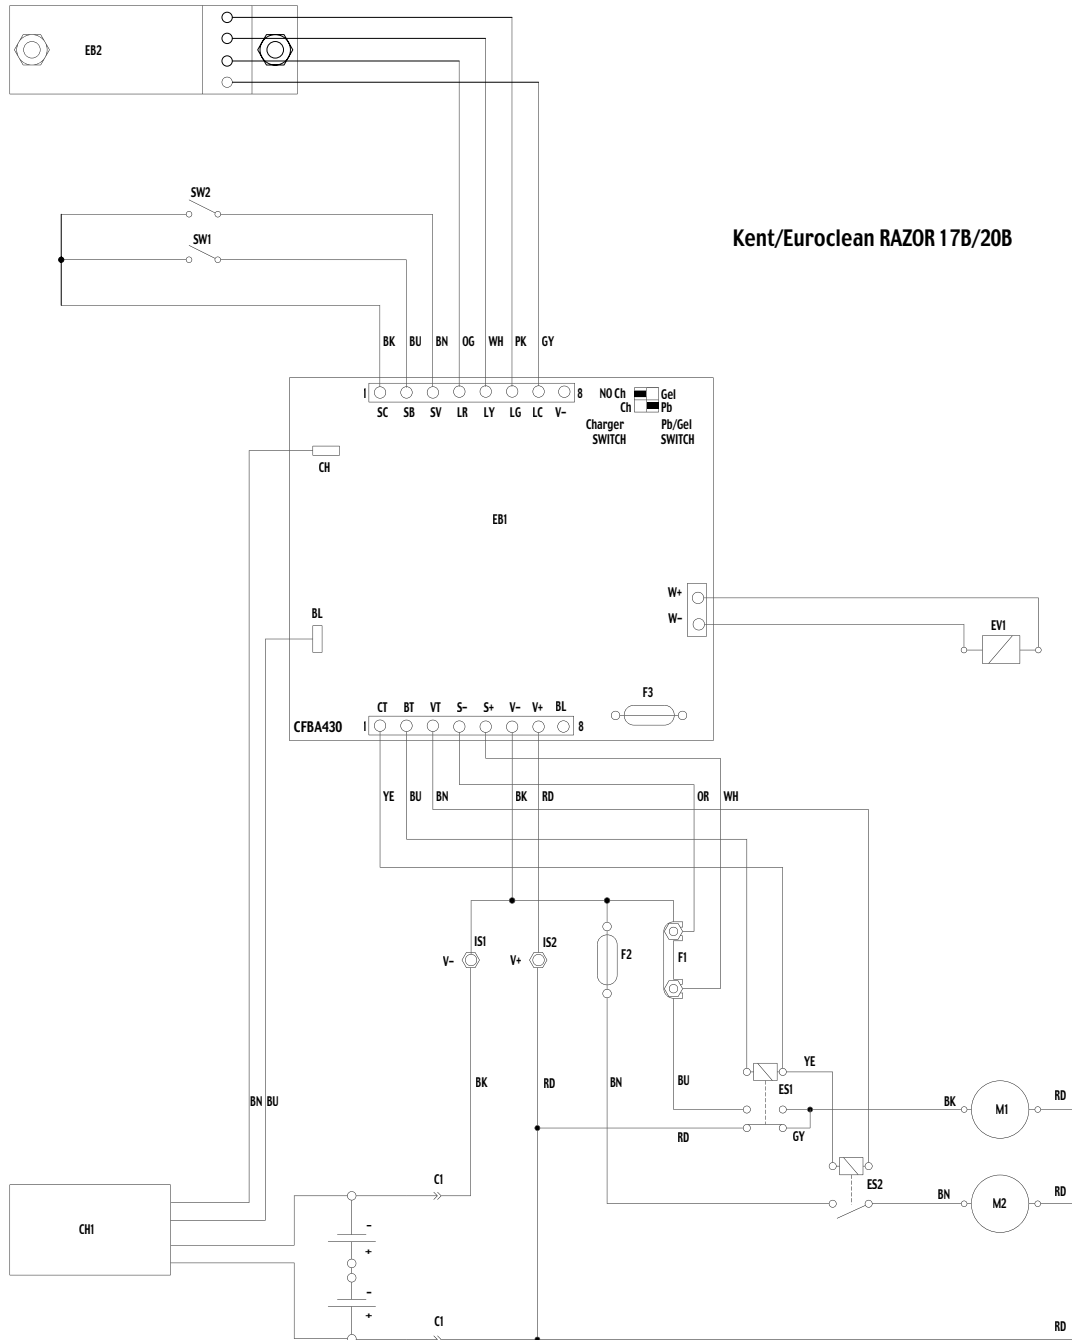 EB2
SW2
SW1
Kent/Euroclean RAZOR 17B/20B
BK BU BN OG WH PK GY
1 8
SC SB SV LR LY LG LC V-
NO Ch Gel
Ch Pb
Charger SWITCH
Pb/Gel SWITCH
CH
EB1
W+
W-
EV1
BL
F3
CT BT VT S- S+ V- V+ BL
CFBA430 1 8
YE BU BN BK RD OR WH
IS1
V-
IS2
V+
F2
F1
BK RD BN BU
YE
ES1
BN BU
BK M1 RD
RD GY
ES2
BN M2 RD
C1
CH1
-
+
-
+
C1
RD